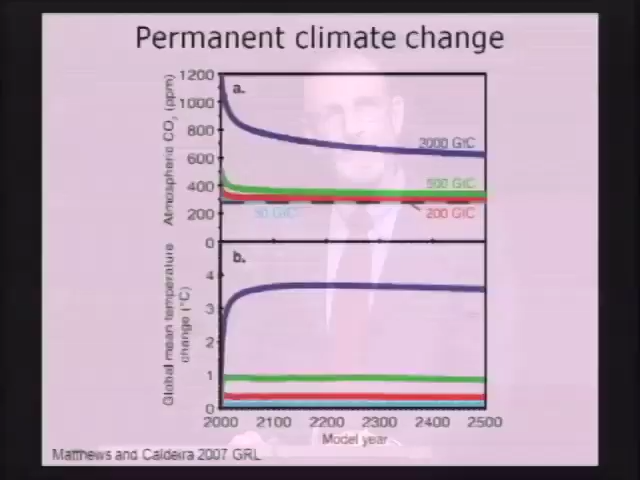 Permanent climate change
Atmospheric CO2 (ppm)
1200
1000
800
600
400
200
0
a.
2000 GtC
500 GtC
50 GtC
200 GtC
Global mean temperature
change (°C)
4
3
2
1
0
b.
2000 2100 2200 2300 2400 2500
Model year
Matthews and Caldeira 2007 GRL